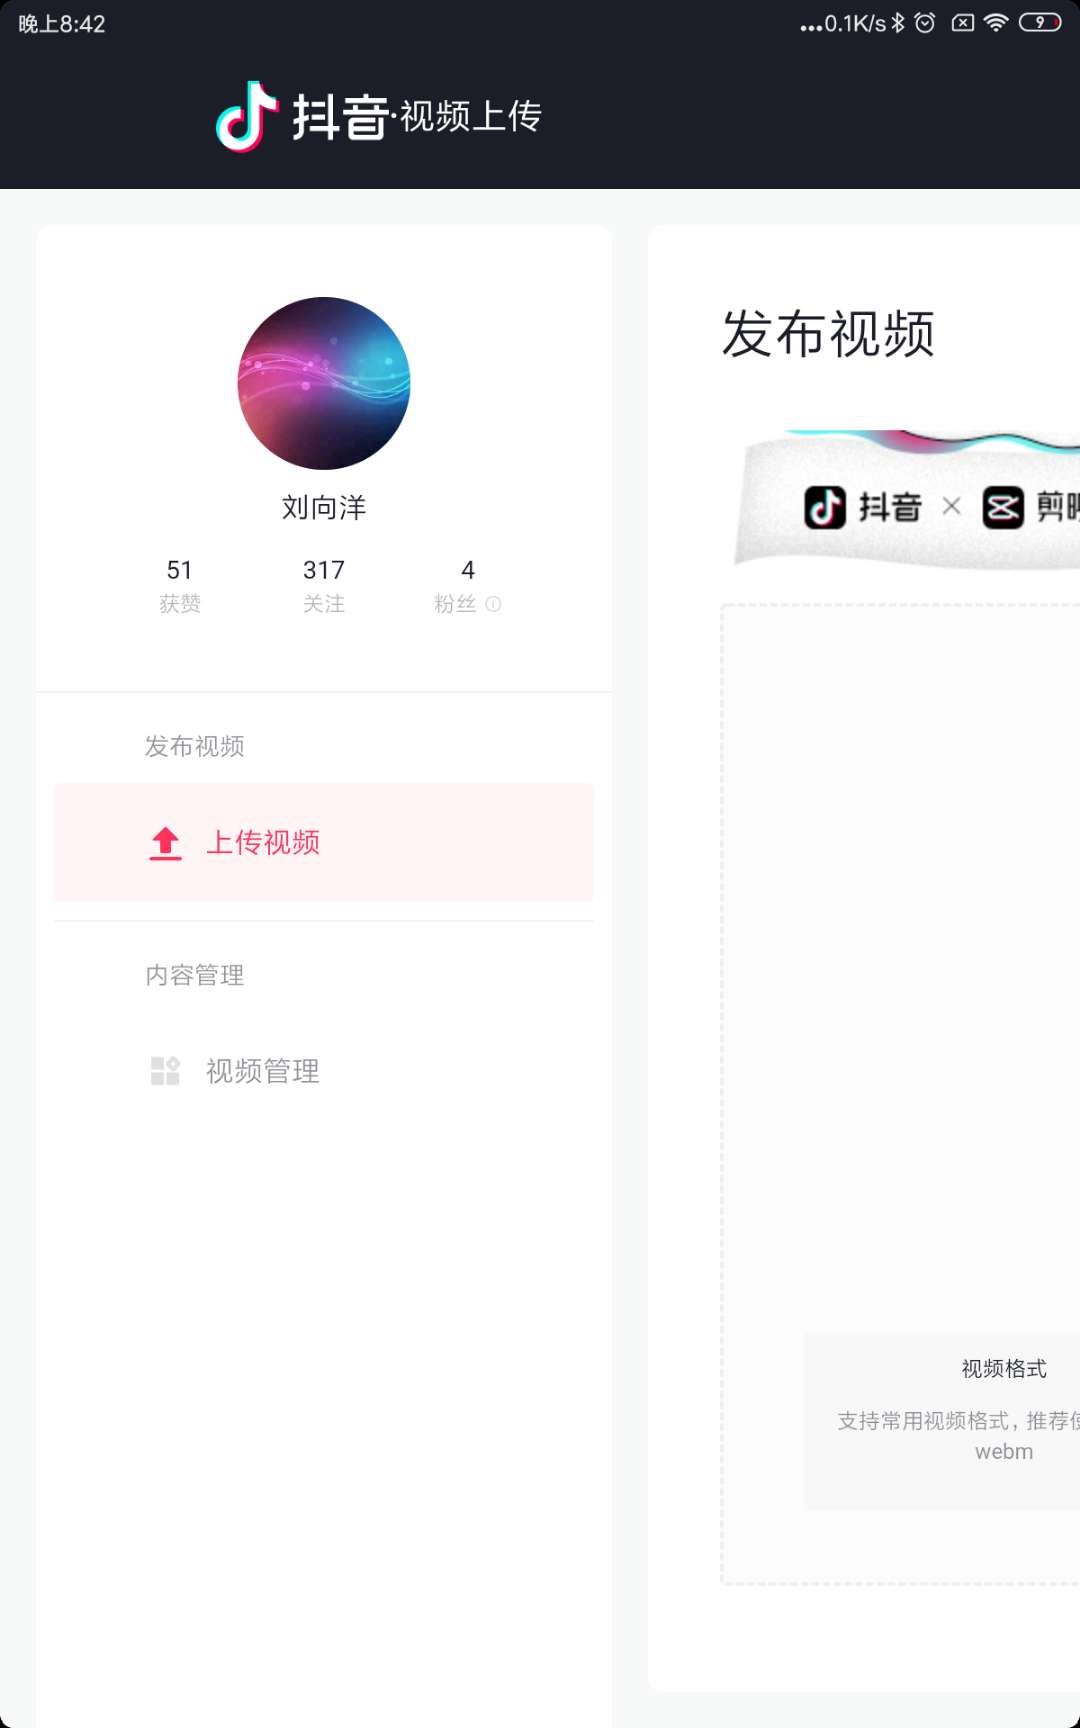 晚上8:42
...0.1K/s
9
抖音·视频上传
刘向洋
51
317
4
获赞
关注
粉丝
发布视频
上传视频
内容管理
视频管理
发布视频
抖音 × 剪
视频格式
支持常用视频格式，推荐
webm